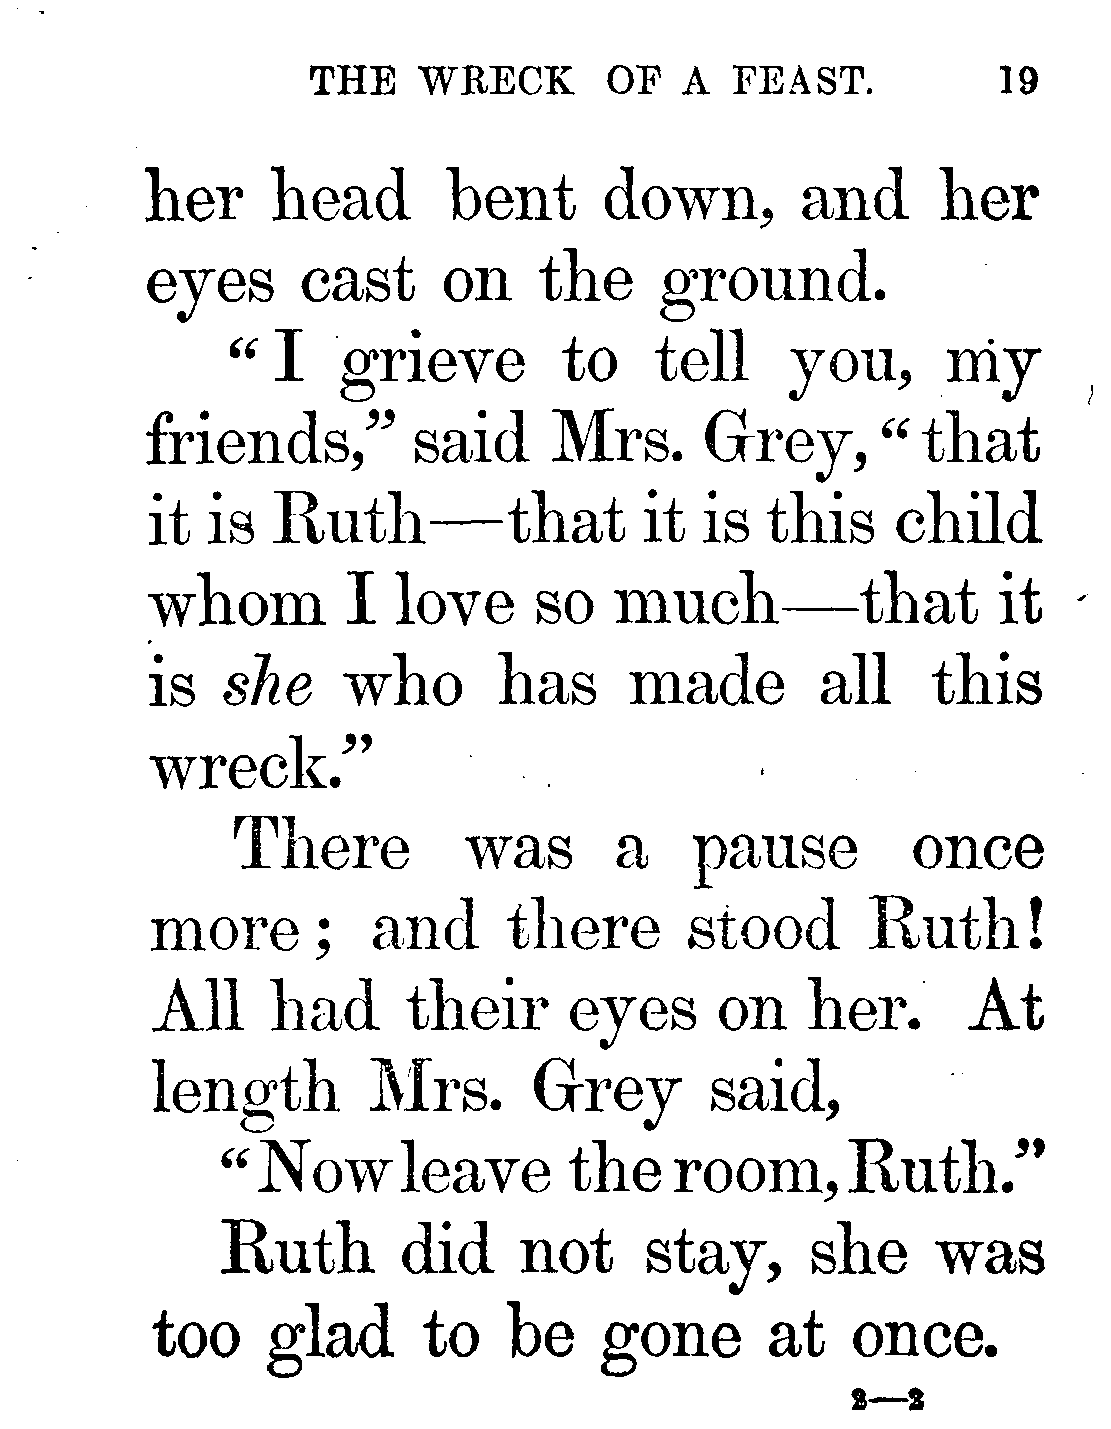 THE WRECK OF A FEAST. 19
her head bent down, and her
eyes cast on the ground.
“I grieve to tell you, my
friends,” said Mrs. Grey, “that
it is Ruth—that it is this child
whom I love so much—that it
is she who has made all this
wreck.”
There was a pause once
more; and there stood Ruth!
All had their eyes on her. At
length Mrs. Grey said,
“Now leave the room, Ruth.”
Ruth did not stay, she was
too glad to be gone at once.
2—2